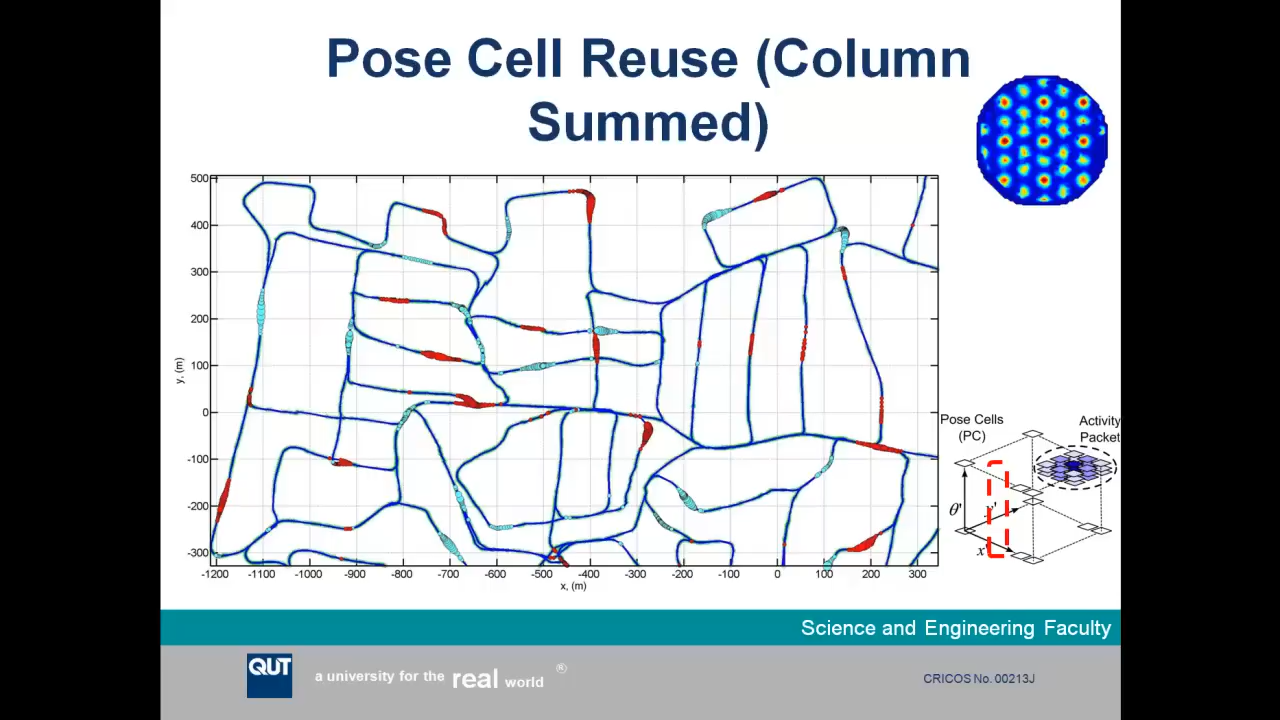 Pose Cell Reuse (Column
Summed)
500
400
300
200
100
0
-100
-200
-300
y, (m)
-1200 -1100 -1000 -900 -800 -700 -600 -500 -400 -300 -200 -100 0 100 200 300
x, (m)
Pose Cells
(PC)
Activity
Packet
θ'
y'
x'
Science and Engineering Faculty
QUT
a university for the real world ®
CRICOS No. 00213J